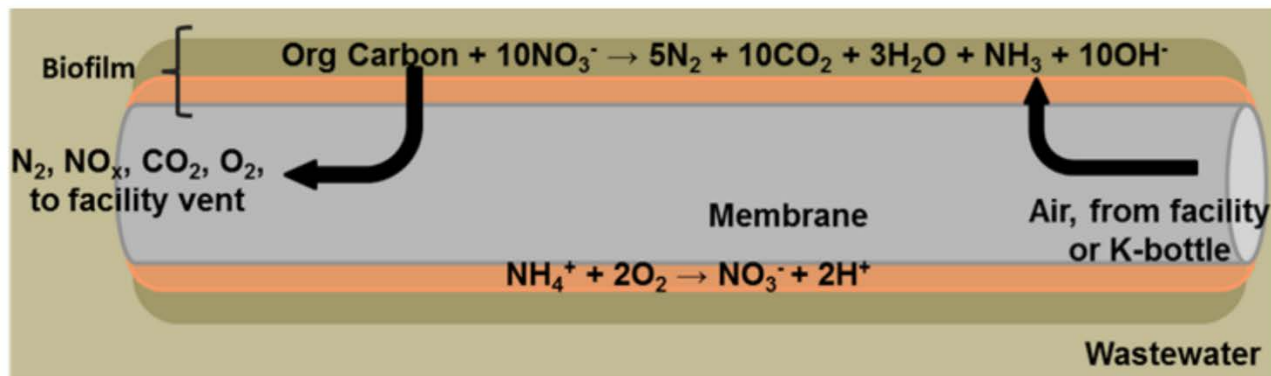 Org Carbon + 10NO₃⁻ → 5N₂ + 10CO₂ + 3H₂O + NH₃ + 10OH⁻
Biofilm
N₂, NOₓ, CO₂, O₂,
to facility vent
Membrane
Air, from facility
or K-bottle
NH₄⁺ + 2O₂ → NO₃⁻ + 2H⁺
Wastewater